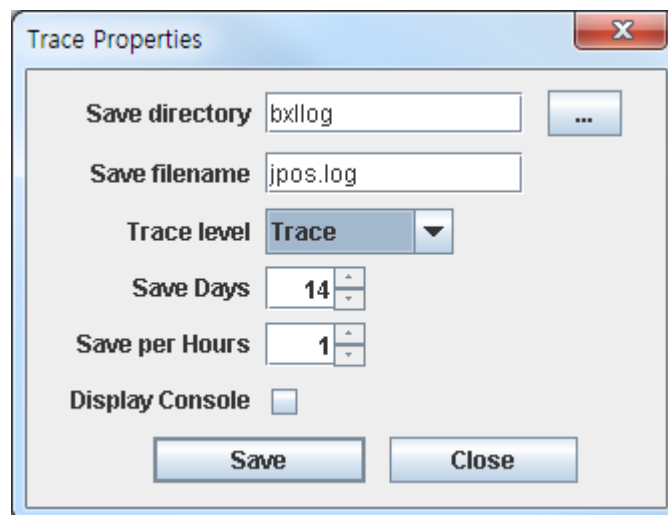 Trace Properties
Save directory bxllog ...
Save filename jpos.log
Trace level Trace
Save Days 14
Save per Hours 1
Display Console
Save Close